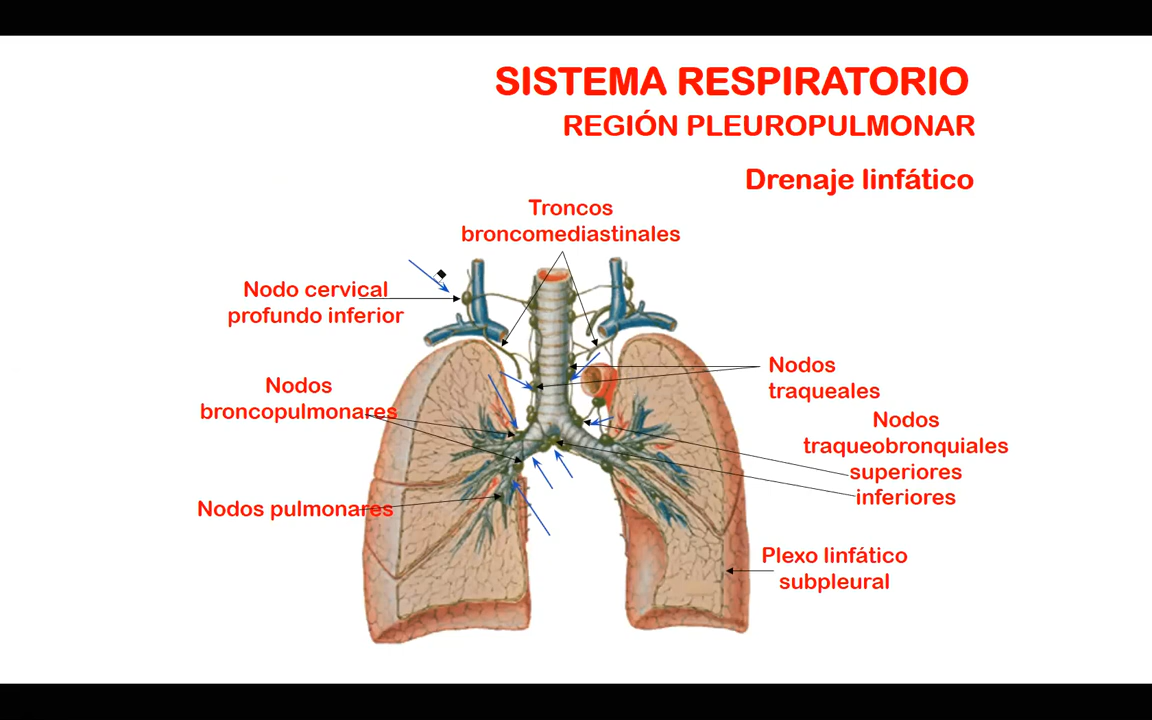 SISTEMA RESPIRATORIO
REGIÓN PLEUROPULMONAR
Drenaje linfático
Troncos
broncomediastinales
Nodo cervical
profundo inferior
Nodos
traqueales
Nodos
broncopulmonares
Nodos
traqueobronquiales
superiores
inferiores
Nodos pulmonares
Plexo linfático
subpleural